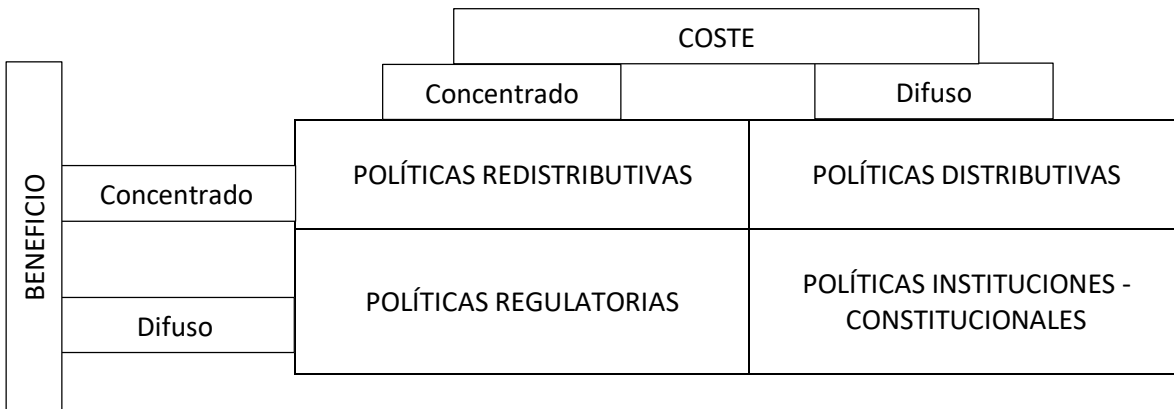 COSTE
Concentrado
Difuso
BENEFICIO
Concentrado
POLÍTICAS REDISTRIBUTIVAS
POLÍTICAS DISTRIBUTIVAS
Difuso
POLÍTICAS REGULATORIAS
POLÍTICAS INSTITUCIONES -
CONSTITUCIONALES